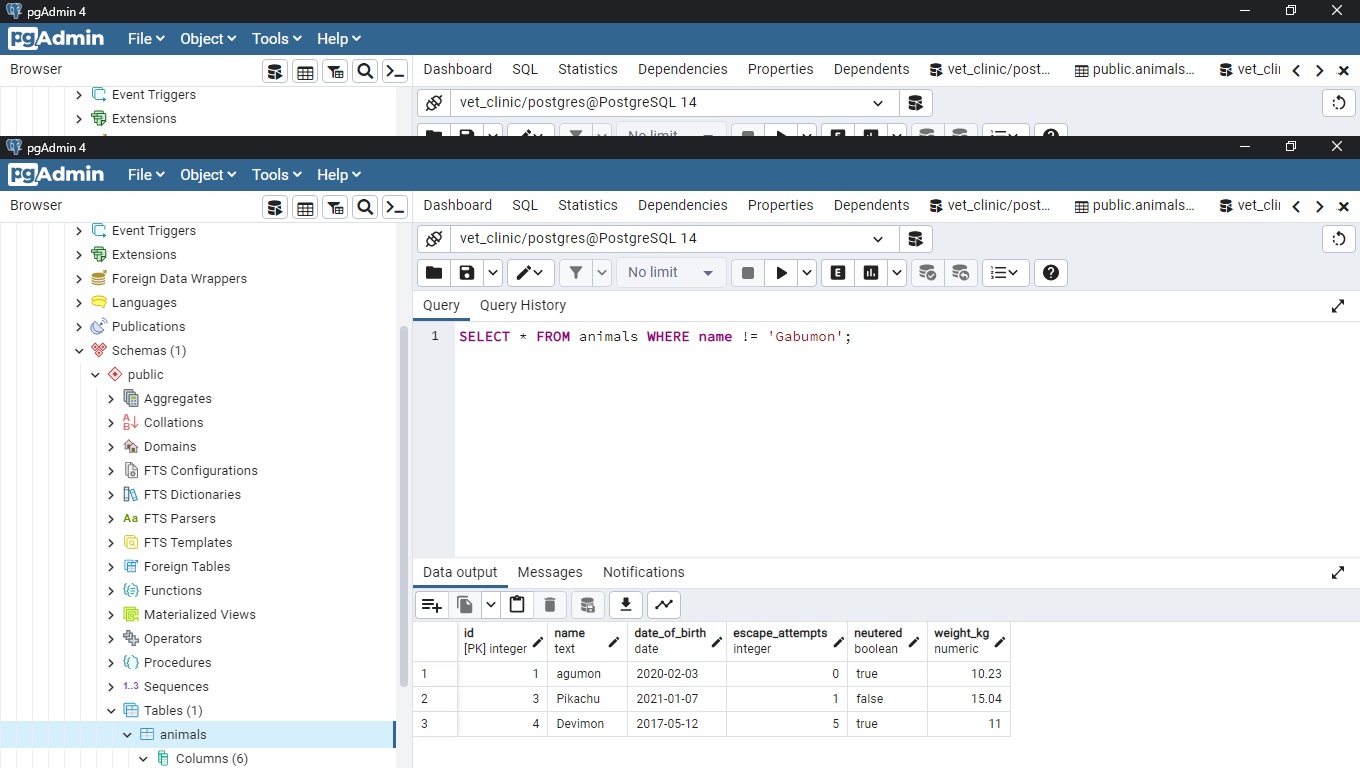 pgAdmin 4
pgAdmin File Object Tools Help
Browser Dashboard SQL Statistics Dependencies Properties Dependents vet_clinic/post... public.animals... vet_cli
Event Triggers vet_clinic/postgres@PostgreSQL 14
Extensions
No limit
pgAdmin 4
pgAdmin File Object Tools Help
Browser Dashboard SQL Statistics Dependencies Properties Dependents vet_clinic/post... public.animals... vet_cli
Event Triggers
Extensions
Foreign Data Wrappers
Languages
Publications
Schemas (1)
public
Aggregates
Collations
Domains
FTS Configurations
FTS Dictionaries
Aa FTS Parsers
FTS Templates
Foreign Tables
Functions
Materialized Views
Operators
Procedures
1..3 Sequences
Tables (1)
animals
Columns (6)
vet_clinic/postgres@PostgreSQL 14
No limit E
Query Query History
1 SELECT * FROM animals WHERE name != 'Gabumon';
Data output Messages Notifications
id name date_of_birth escape_attempts neutered weight_kg
[PK] integer text date integer boolean numeric
1 1 agumon 2020-02-03 0 true 10.23
2 3 Pikachu 2021-01-07 1 false 15.04
3 4 Devimon 2017-05-12 5 true 11